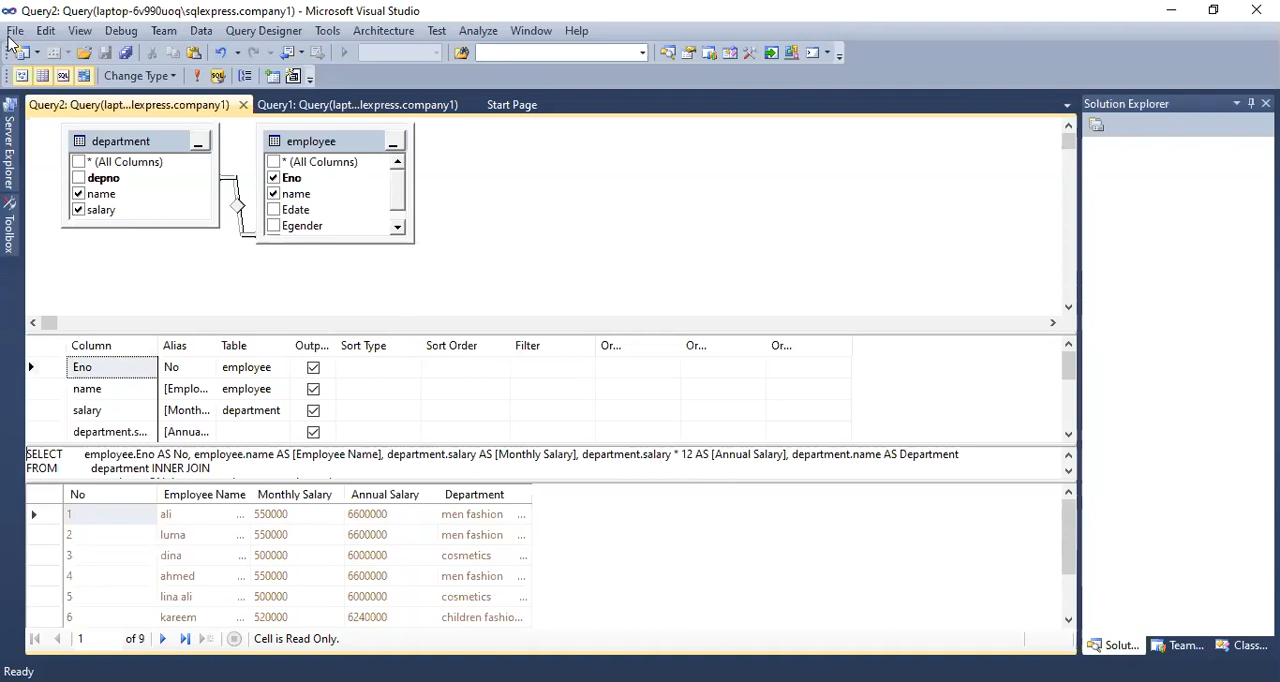 Query2: Query(laptop-6v990uoq\sqlexpress.company1) - Microsoft Visual Studio
File Edit View Debug Team Data Query Designer Tools Architecture Test Analyze Window Help
Change Type
Query2: Query(lapt...lexpress.company1) Query1: Query(lapt...lexpress.company1) Start Page
Solution Explorer
Server Explorer
Toolbox
department
* (All Columns)
depno
name
salary
employee
* (All Columns)
Eno
name
Edate
Egender
Column Alias Table Outp... Sort Type Sort Order Filter Or... Or... Or...
Eno No employee
name [Emplo... employee
salary [Month... department
department.s... [Annua...
SELECT employee.Eno AS No, employee.name AS [Employee Name], department.salary AS [Monthly Salary], department.salary * 12 AS [Annual Salary], department.name AS Department
FROM department INNER JOIN
No Employee Name Monthly Salary Annual Salary Department
1 ali ... 550000 6600000 men fashion ...
2 luma ... 550000 6600000 men fashion ...
3 dina ... 500000 6000000 cosmetics ...
4 ahmed ... 550000 6600000 men fashion ...
5 lina ali ... 500000 6000000 cosmetics ...
6 kareem ... 520000 6240000 children fashio...
1 of 9 Cell is Read Only.
Solut... Team... Class...
Ready